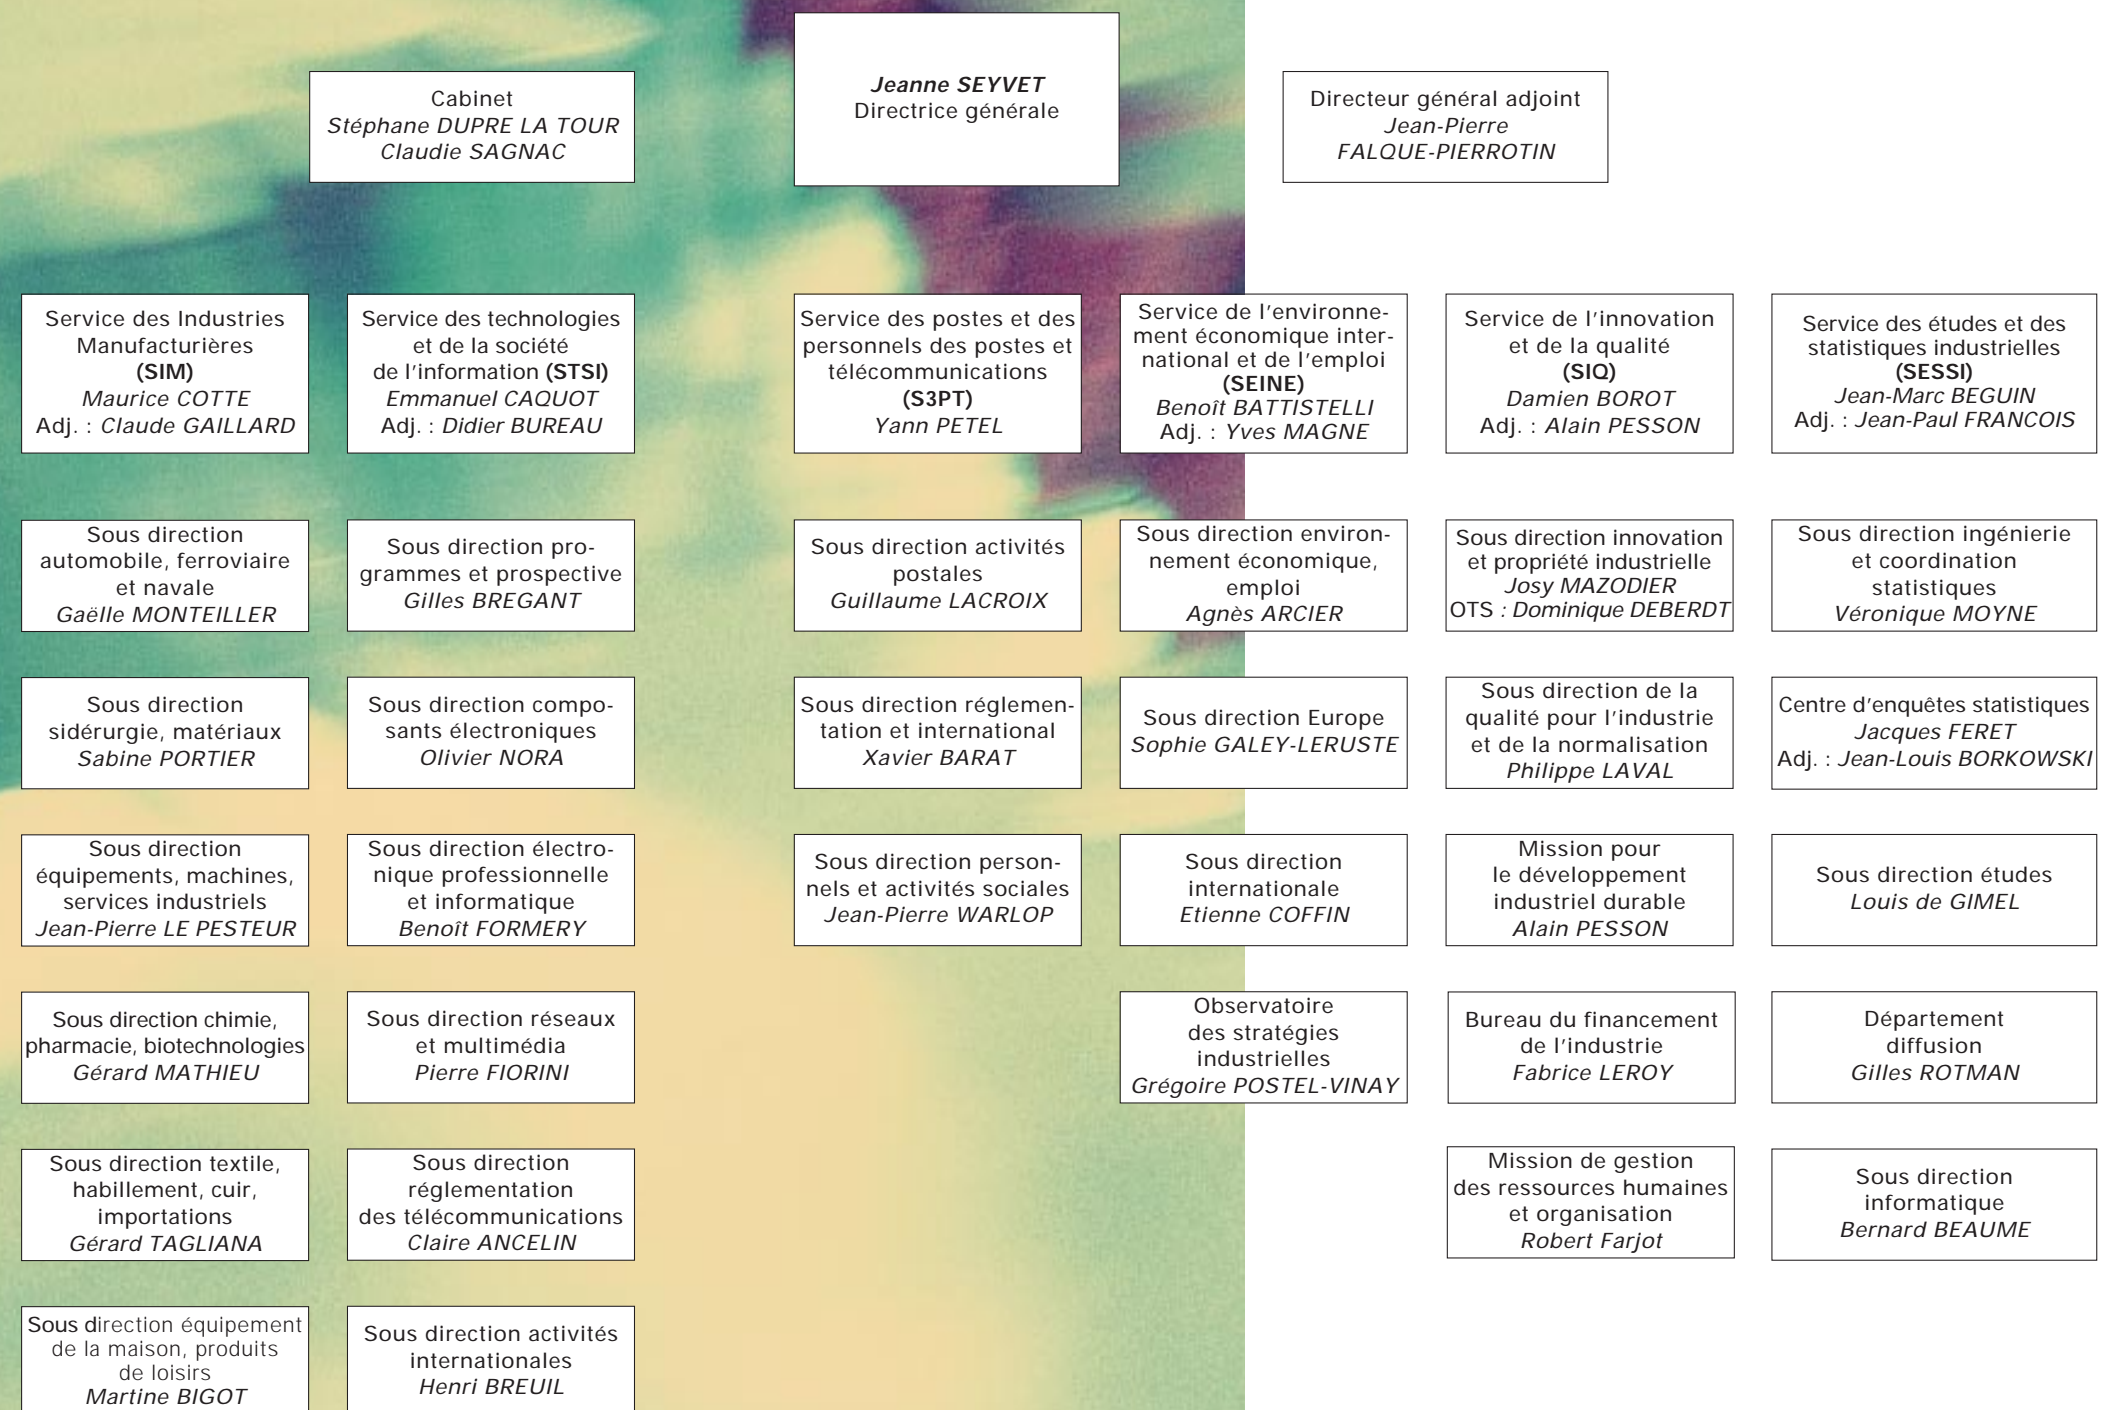 Jeanne SEYVET
Directrice générale
Cabinet
Stéphane DUPRE LA TOUR
Claudie SAGNAC
Directeur général adjoint
Jean-Pierre
FALQUE-PIERROTIN
Service des Industries
Manufacturières
(SIM)
Maurice COTTE
Adj. : Claude GAILLARD
Service des technologies
et de la société
de l'information (STSI)
Emmanuel CAQUOT
Adj. : Didier BUREAU
Service des postes et des
personnels des postes et
télécommunications
(S3PT)
Yann PETEL
Service de l'environne-
ment économique inter-
national et de l'emploi
(SEINE)
Benoît BATTISTELLI
Adj. : Yves MAGNE
Service de l'innovation
et de la qualité
(SIQ)
Damien BOROT
Adj. : Alain PESSON
Service des études et des
statistiques industrielles
(SESSI)
Jean-Marc BEGUIN
Adj. : Jean-Paul FRANCOIS
Sous direction
automobile, ferroviaire
et navale
Gaëlle MONTEILLER
Sous direction pro-
grammes et prospective
Gilles BREGANT
Sous direction activités
postales
Guillaume LACROIX
Sous direction environ-
nement économique,
emploi
Agnès ARCIER
Sous direction innovation
et propriété industrielle
Josy MAZODIER
OTS : Dominique DEBERDT
Sous direction ingénierie
et coordination
statistiques
Véronique MOYNE
Sous direction
sidérurgie, matériaux
Sabine PORTIER
Sous direction compo-
sants électroniques
Olivier NORA
Sous direction réglemen-
tation et international
Xavier BARAT
Sous direction Europe
Sophie GALEY-LERUSTE
Sous direction de la
qualité pour l'industrie
et de la normalisation
Philippe LAVAL
Centre d'enquêtes statistiques
Jacques FERET
Adj. : Jean-Louis BORKOWSKI
Sous direction
équipements, machines,
services industriels
Jean-Pierre LE PESTEUR
Sous direction électro-
nique professionnelle
et informatique
Benoît FORMERY
Sous direction person-
nels et activités sociales
Jean-Pierre WARLOP
Sous direction
internationale
Etienne COFFIN
Mission pour
le développement
industriel durable
Alain PESSON
Sous direction études
Louis de GIMEL
Sous direction chimie,
pharmacie, biotechnologies
Gérard MATHIEU
Sous direction réseaux
et multimédia
Pierre FIORINI
Observatoire
des stratégies
industrielles
Grégoire POSTEL-VINAY
Bureau du financement
de l'industrie
Fabrice LEROY
Département
diffusion
Gilles ROTMAN
Sous direction textile,
habillement, cuir,
importations
Gérard TAGLIANA
Sous direction
réglementation
des télécommunications
Claire ANCELIN
Mission de gestion
des ressources humaines
et organisation
Robert Farjot
Sous direction
informatique
Bernard BEAUME
Sous direction équipement
de la maison, produits
de loisirs
Martine BIGOT
Sous direction activités
internationales
Henri BREUIL